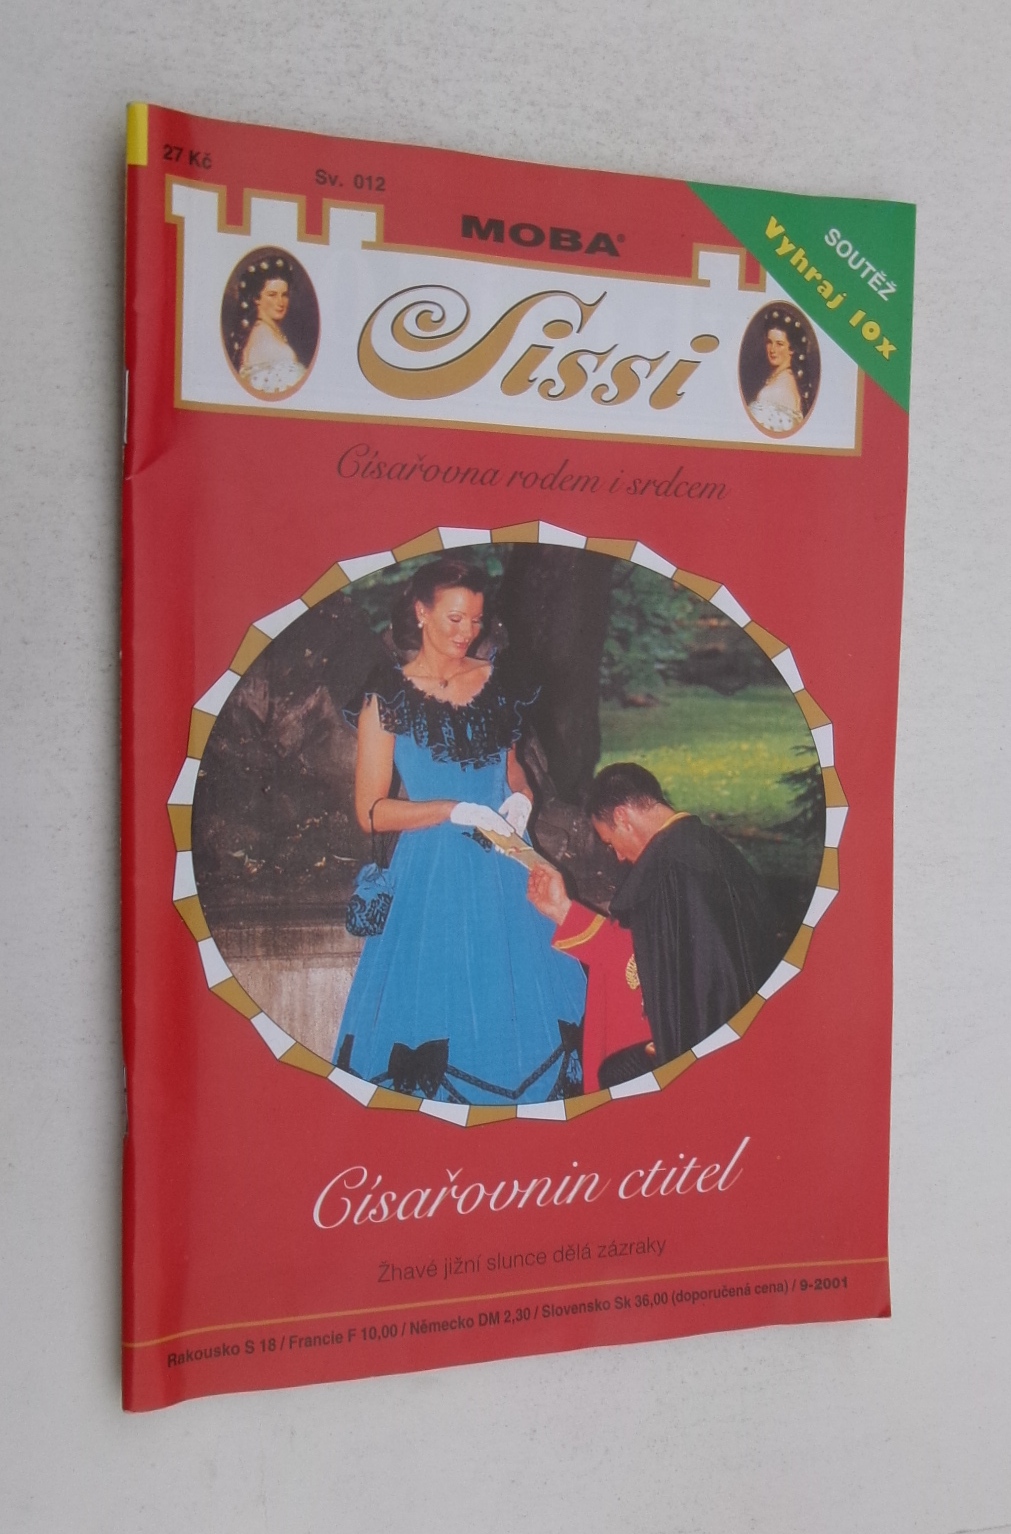 27 Kč
Sv. 012
MOBA®
SOUTĚŽ
Vyhraj 10x
Sissi
Císařovna rodem i srdcem
Císařovnin ctitel
Žhavé jižní slunce dělá zázraky
Rakousko S 18 / Francie F 10,00 / Německo DM 2,30 / Slovensko Sk 36,00 (doporučená cena) / 9-2001